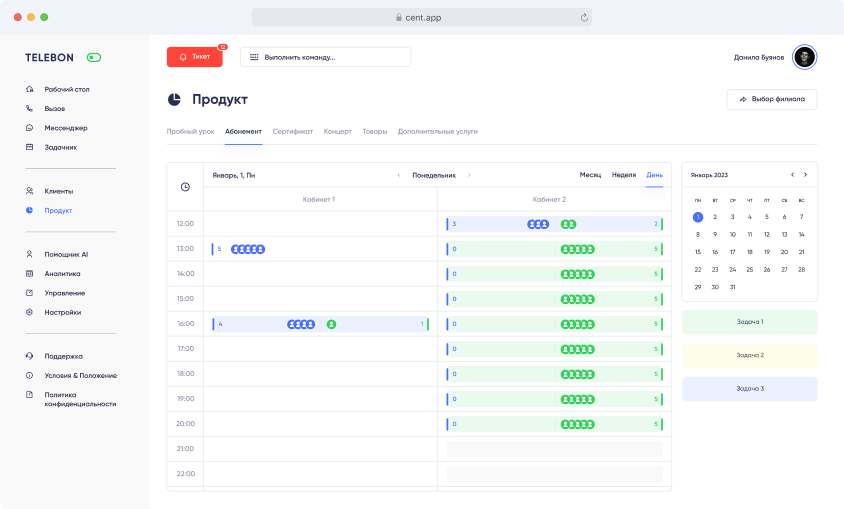 cent.app
TELEBON
Тикет
22
Выполнить команду...
Данила Буянов
Рабочий стол
Вызов
Мессенджер
Задачник
Клиенты
Продукт
Помощник AI
Аналитика
Управление
Настройки
Поддержка
Условия & Положение
Политика
конфиденциальности
Продукт
Выбор филиала
Пробный урок Абонемент Сертификат Концерт Товары Дополнительные услуги
Январь, 1, Пн
Понедельник
Месяц Неделя День
Кабинет 1 Кабинет 2
12:00 3 2
13:00 5 0 5
14:00 0 5
15:00 0 5
16:00 4 1 0 5
17:00 0 5
18:00 0 5
19:00 0 5
20:00 0 5
21:00
22:00
Январь 2023
ПН ВТ СР ЧТ ПТ СБ ВС
1 2 3 4 5 6 7
8 9 10 11 12 13 14
15 16 17 18 19 20 21
22 23 24 25 26 27 28
29 30 31
Задача 1
Задача 2
Задача 3